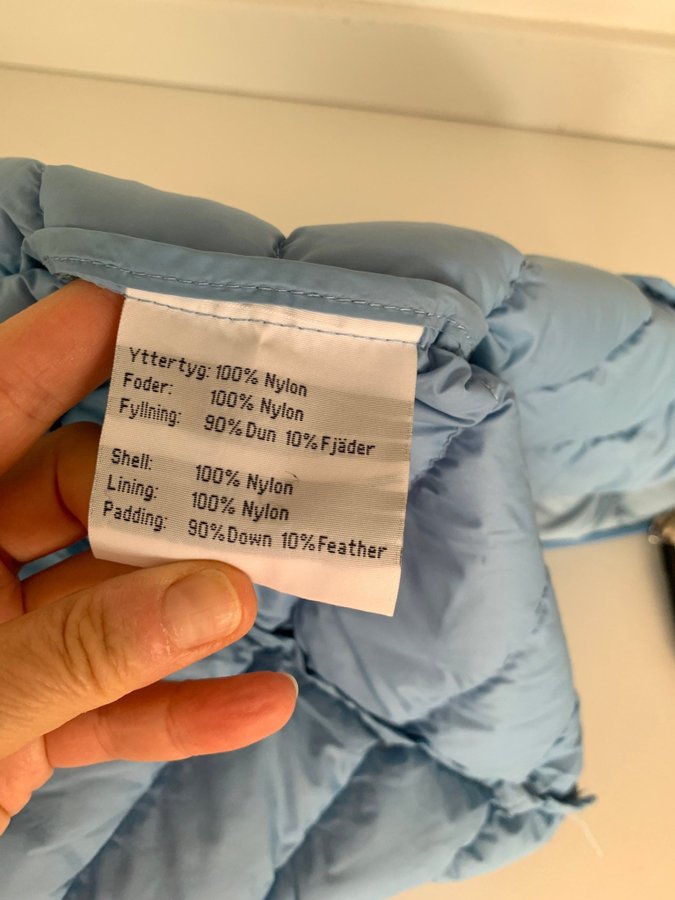 Yttertyg: 100% Nylon
Foder: 100% Nylon
Fyllning: 90% Dun 10% Fjäder
Shell: 100% Nylon
Lining: 100% Nylon
Padding: 90% Down 10% Feather